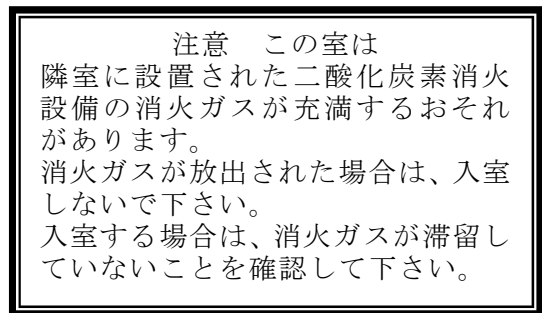 注意　この室は
隣室に設置された二酸化炭素消火
設備の消火ガスが充満するおそれ
があります。
消火ガスが放出された場合は、入室
しないで下さい。
入室する場合は、消火ガスが滞留し
ていないことを確認して下さい。